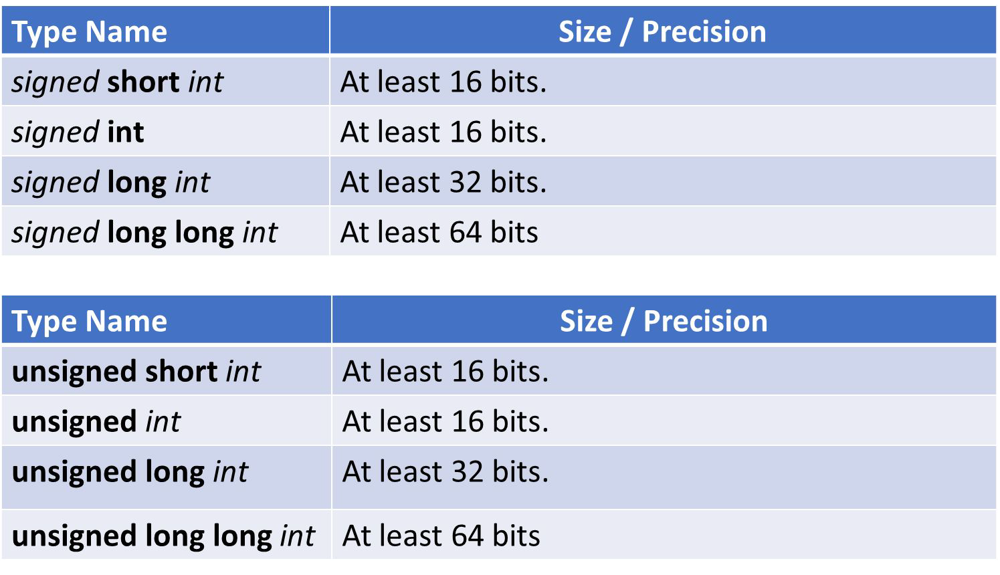 Type Name Size / Precision
signed short int At least 16 bits.
signed int At least 16 bits.
signed long int At least 32 bits.
signed long long int At least 64 bits
Type Name Size / Precision
unsigned short int At least 16 bits.
unsigned int At least 16 bits.
unsigned long int At least 32 bits.
unsigned long long int At least 64 bits